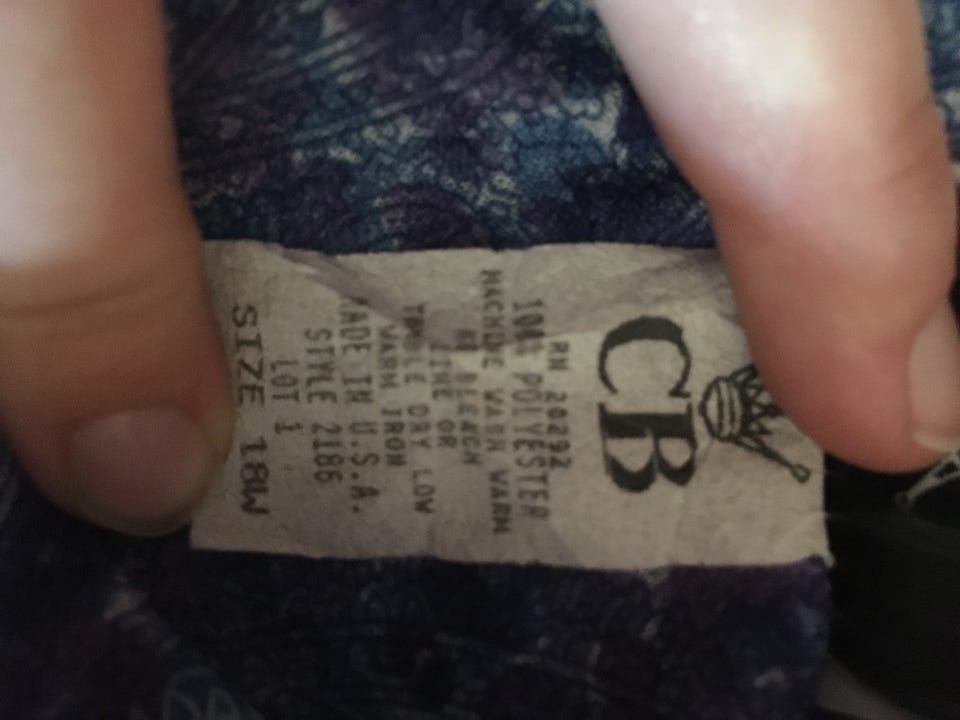 CB
RN 20292
100% POLYESTER
MACHINE WASH WARM
NO BLEACH
LINE OR
TUMBLE DRY LOW
WARM IRON
MADE IN U.S.A.
STYLE 2186
LOT 1
SIZE 18W